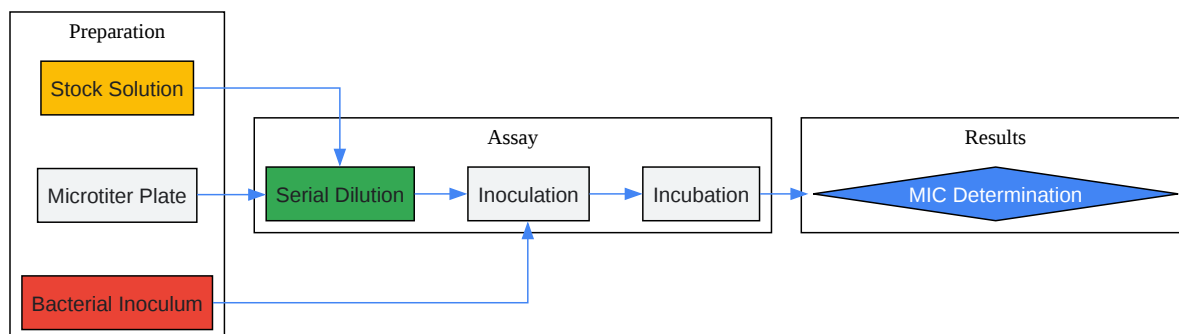 Preparation
Stock Solution
Microtiter Plate
Bacterial Inoculum
Assay
Serial Dilution
Inoculation
Incubation
Results
MIC Determination